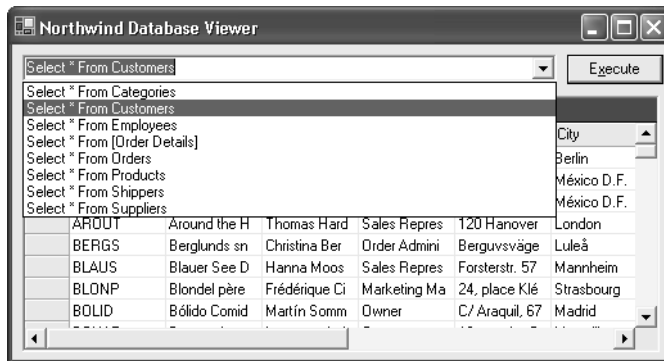 Northwind Database Viewer
Select * From Customers
Execute
Select * From Categories
Select * From Customers
Select * From Employees
Select * From [Order Details]
Select * From Orders
Select * From Products
Select * From Shippers
Select * From Suppliers
City
Berlin
México D.F.
México D.F.
AROUT Around the H Thomas Hard Sales Repres 120 Hanover London
BERGS Berglunds sn Christina Ber Order Admini Berguvsväge Luleå
BLAUS Blauer See D Hanna Moos Sales Repres Forsterstr. 57 Mannheim
BLONP Blondel père Frédérique Ci Marketing Ma 24, place Klé Strasbourg
BOLID Bólido Comid Martín Somm Owner C/ Araquil, 67 Madrid